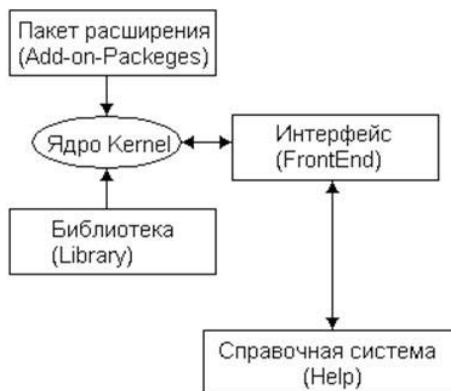 Пакет расширения
(Add-on-Packeges)
Ядро Kernel
Интерфейс
(FrontEnd)
Библиотека
(Library)
Справочная система
(Help)